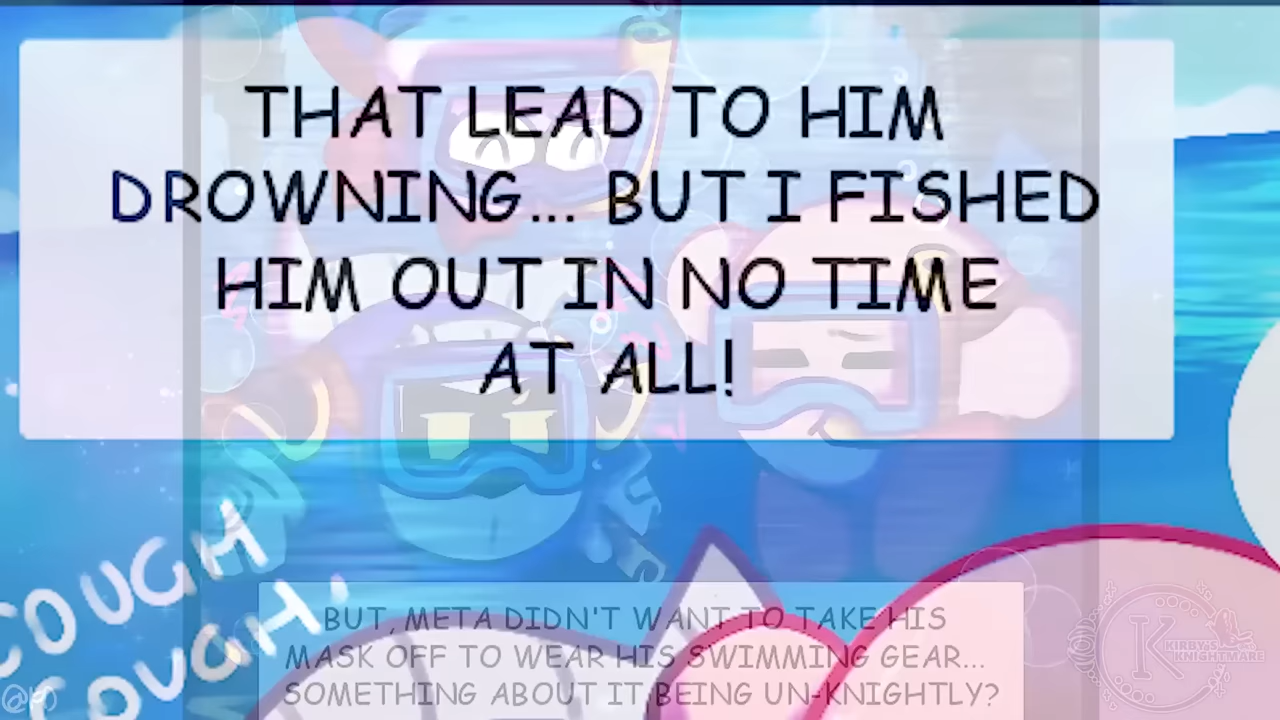 THAT LEAD TO HIM
DROWNING... BUT I FISHED
HIM OUT IN NO TIME
AT ALL!
COUGH
COUGH
BUT, META DIDN'T WANT TO TAKE HIS
MASK OFF TO WEAR HIS SWIMMING GEAR...
SOMETHING ABOUT IT BEING UN-KNIGHTLY?
KIRBY'S
KNIGHTMARE